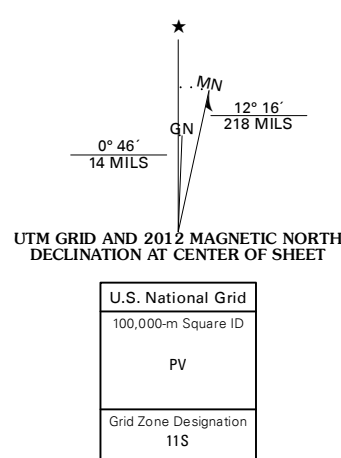 ★
MN
GN
12° 16´
218 MILS
0° 46´
14 MILS
UTM GRID AND 2012 MAGNETIC NORTH
DECLINATION AT CENTER OF SHEET
U.S. National Grid
100,000-m Square ID
PV
Grid Zone Designation
11S